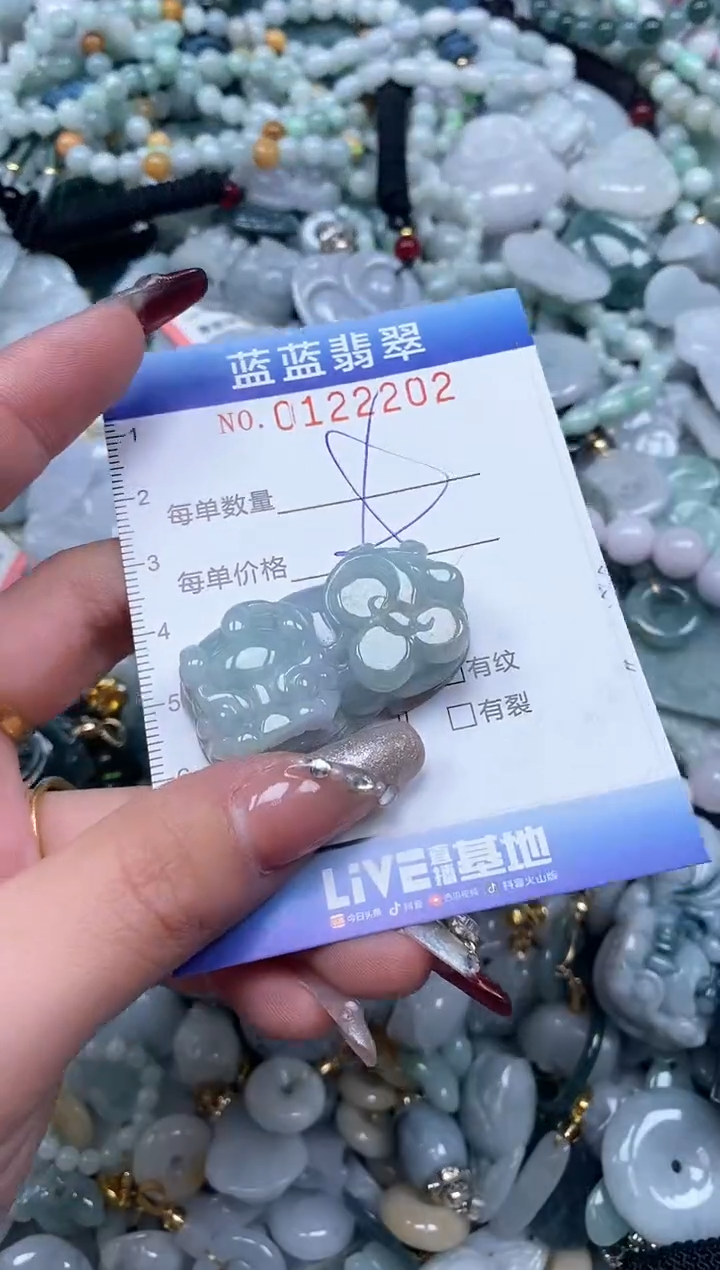 蓝蓝翡翠
NO. 0122202
1
2
每单数量
3
每单价格
4
有纹
5
有裂
LIVE直播基地
今日头条 抖音 西瓜视频 抖音火山版